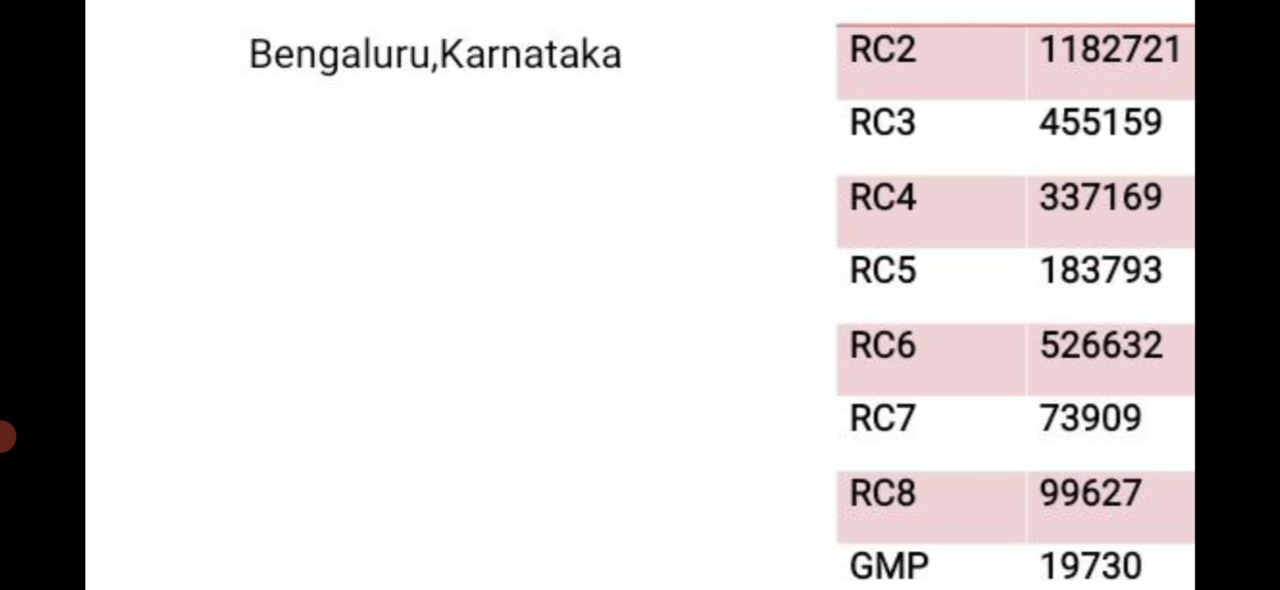 Bengaluru,Karnataka
RC2 1182721
RC3 455159
RC4 337169
RC5 183793
RC6 526632
RC7 73909
RC8 99627
GMP 19730